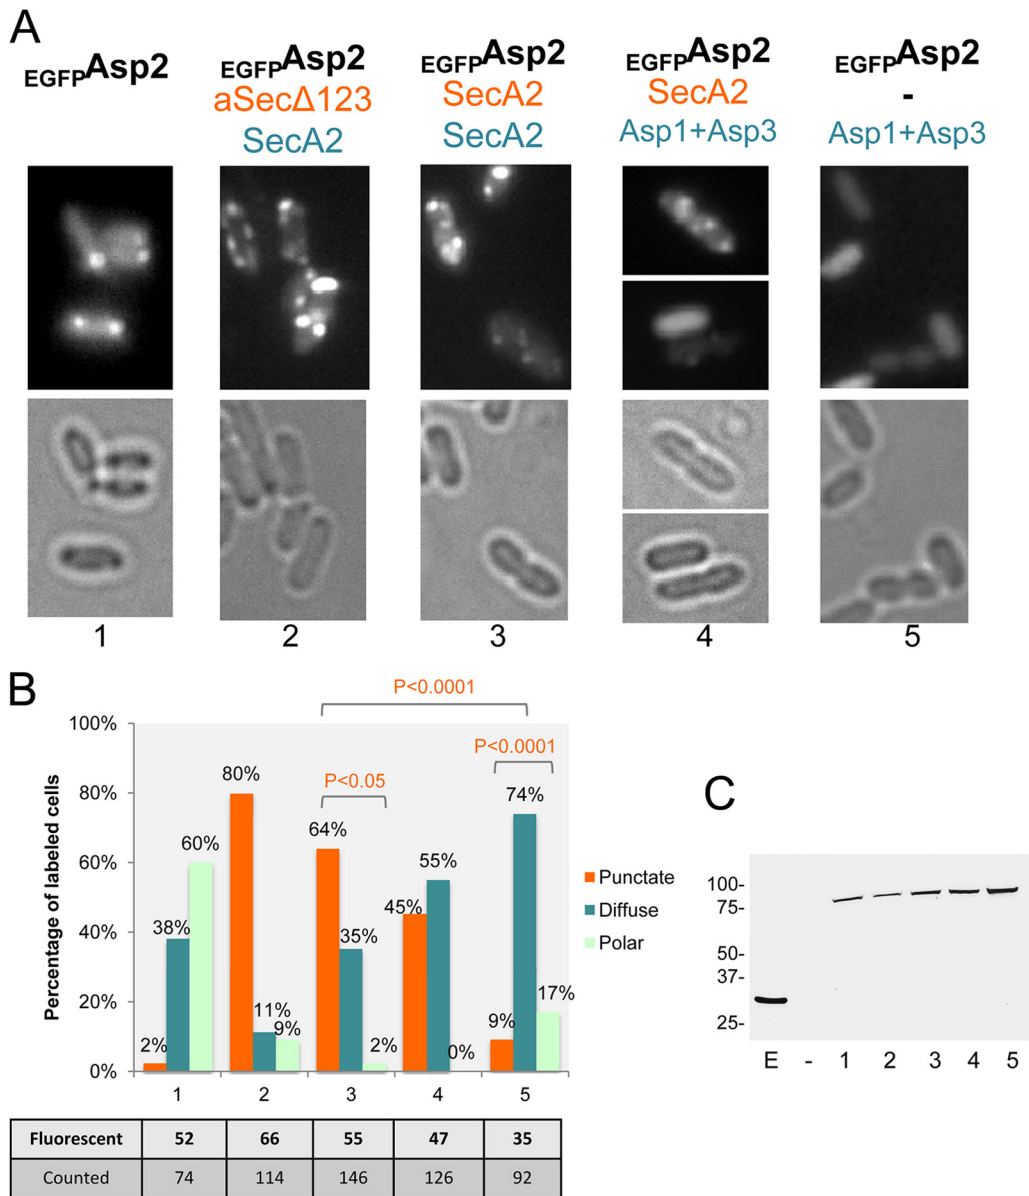 A
EGFPAsp2
EGFPAsp2
aSecΔ123
SecA2
EGFPAsp2
SecA2
SecA2
EGFPAsp2
SecA2
Asp1+Asp3
EGFPAsp2
-
Asp1+Asp3
1 2 3 4 5
B
P<0.0001
P<0.0001
P<0.05
Percentage of labeled cells
100%
80%
60%
40%
20%
0%
2% 38% 60%
80% 11% 9%
64% 35% 2%
45% 55% 0%
9% 74% 17%
1 2 3 4 5
Punctate
Diffuse
Polar
Fluorescent 52 66 55 47 35
Counted 74 114 146 126 92
C
100-
75-
50-
37-
25-
E - 1 2 3 4 5